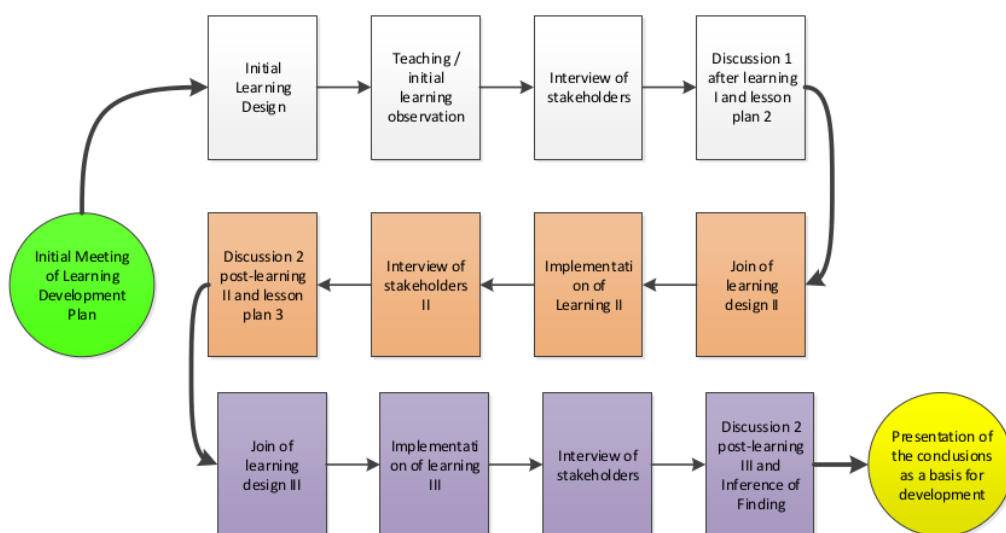 Initial
Learning
Design
Teaching /
initial
learning
observation
Interview of
stakeholders
Discussion 1
after learning
I and lesson
plan 2
Initial Meeting
of Learning
Development
Plan
Discussion 2
post-learning
II and lesson
plan 3
Interview of
stakeholders
II
Implementati
on of
Learning II
Join of
learning
design II
Join of
learning
design III
Implementati
on of learning
III
Interview of
stakeholders
Discussion 2
post-learning
III and
Inference of
Finding
Presentation of
the conclusions
as a basis for
development